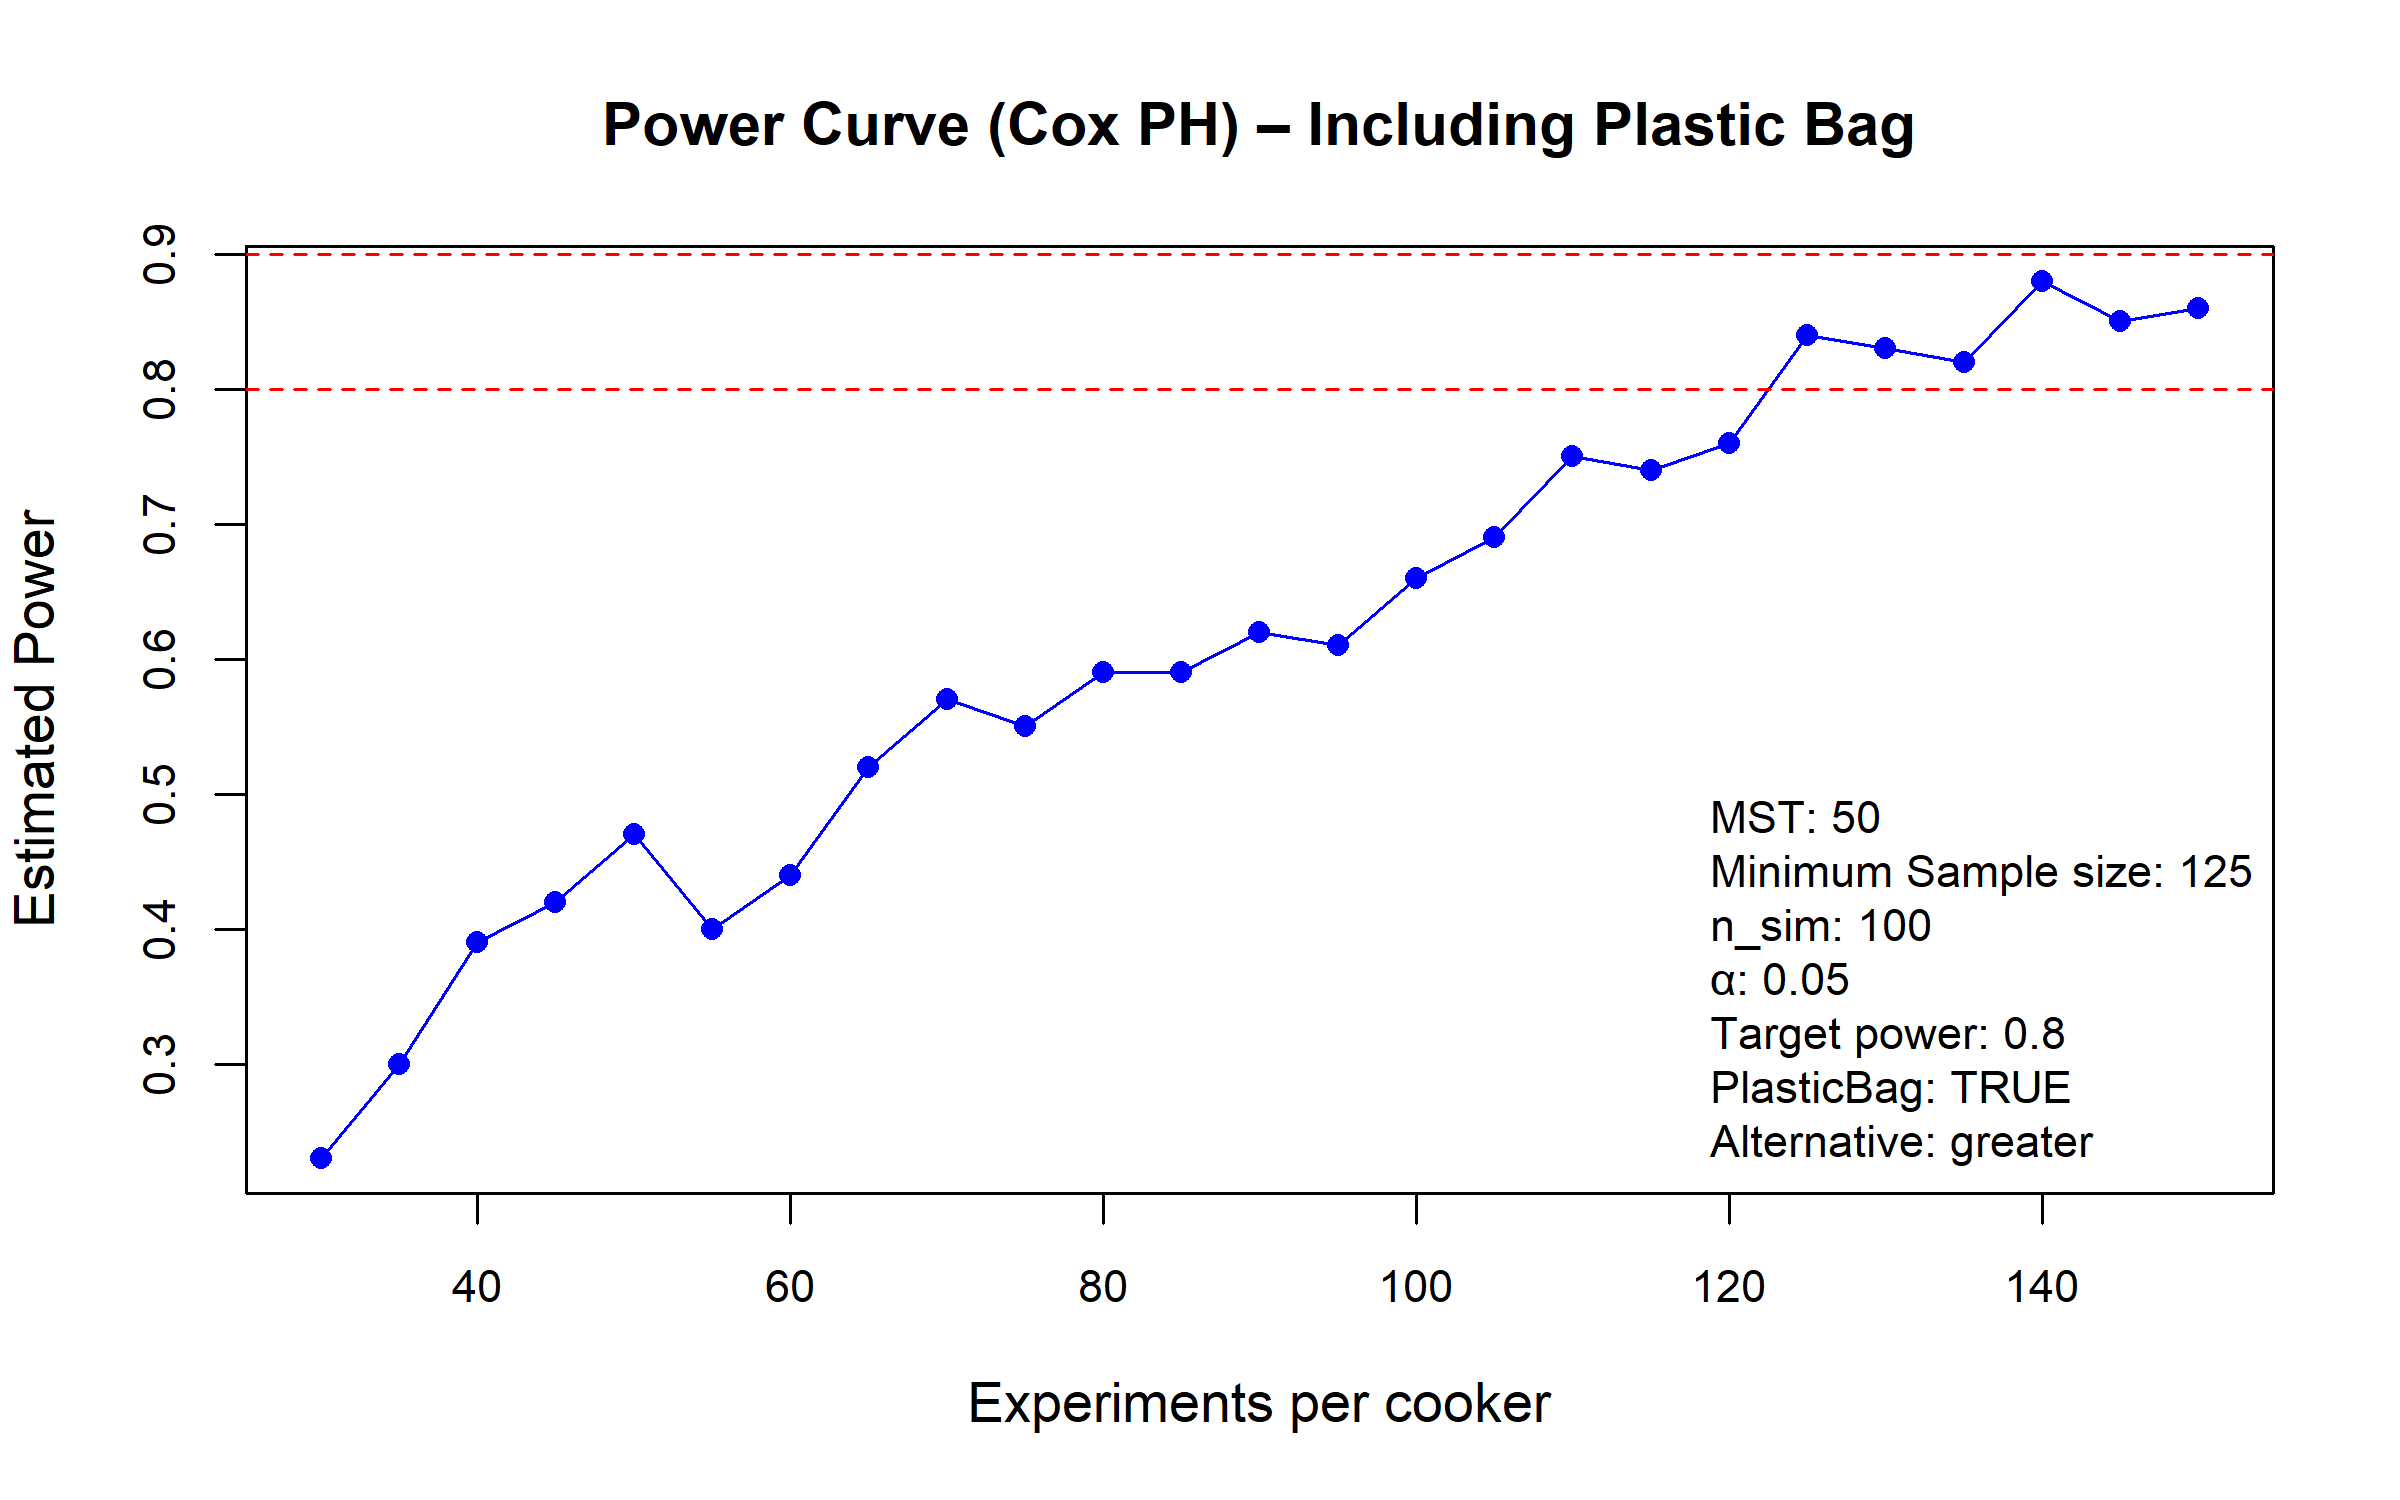 Power Curve (Cox PH) – Including Plastic Bag
Estimated Power
0.9
0.8
0.7
0.6
0.5
0.4
0.3
MST: 50
Minimum Sample size: 125
n_sim: 100
α: 0.05
Target power: 0.8
PlasticBag: TRUE
Alternative: greater
40 60 80 100 120 140
Experiments per cooker